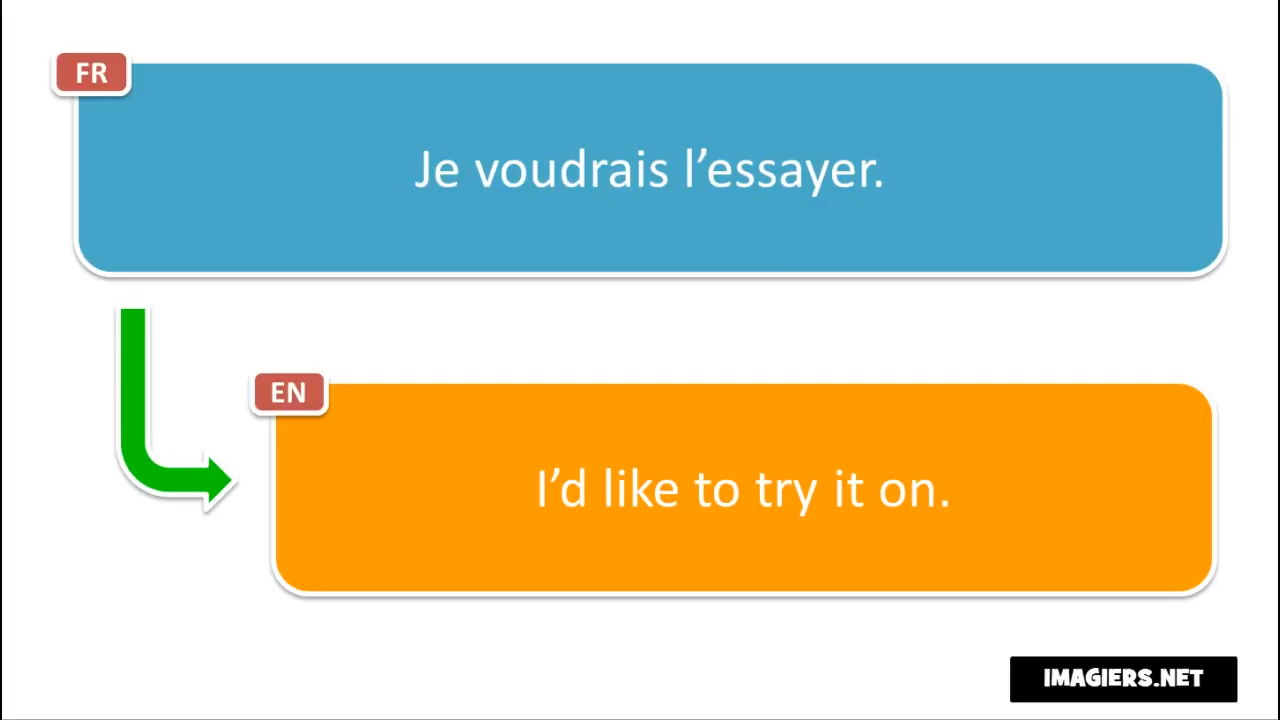 FR
Je voudrais l’essayer.
EN
I’d like to try it on.
IMAGIERS.NET